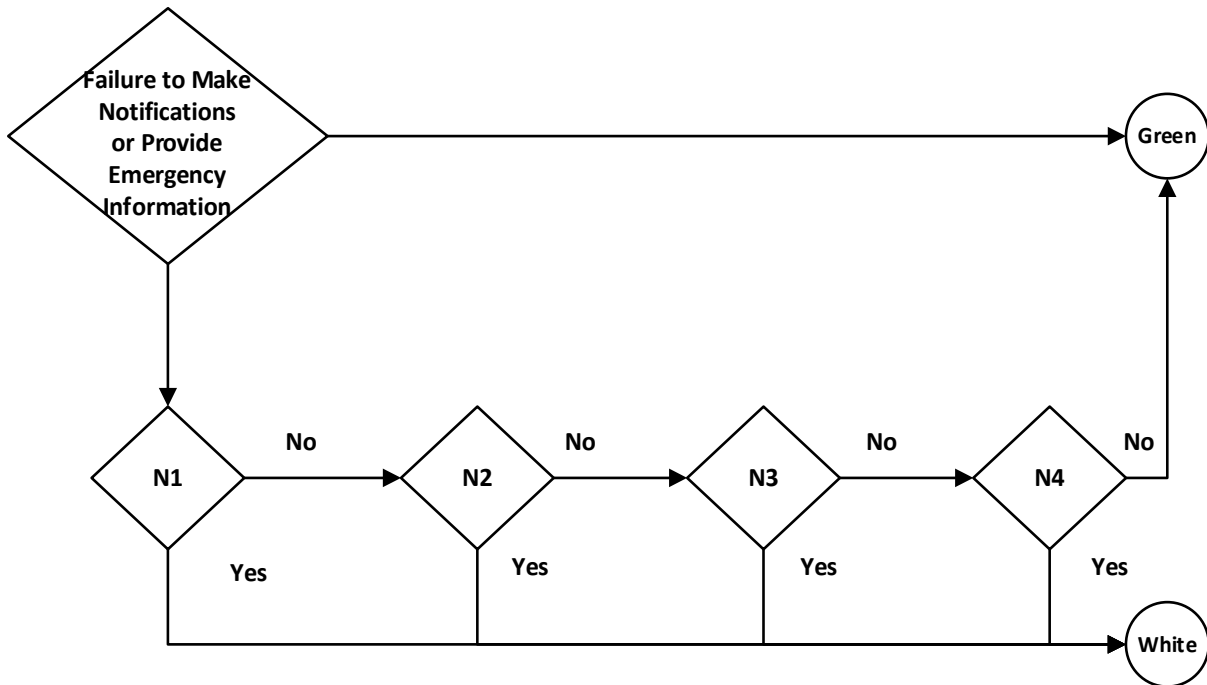 Failure to Make
Notifications
or Provide
Emergency
Information
Green
No
No
No
No
N1
N2
N3
N4
Yes
Yes
Yes
Yes
White